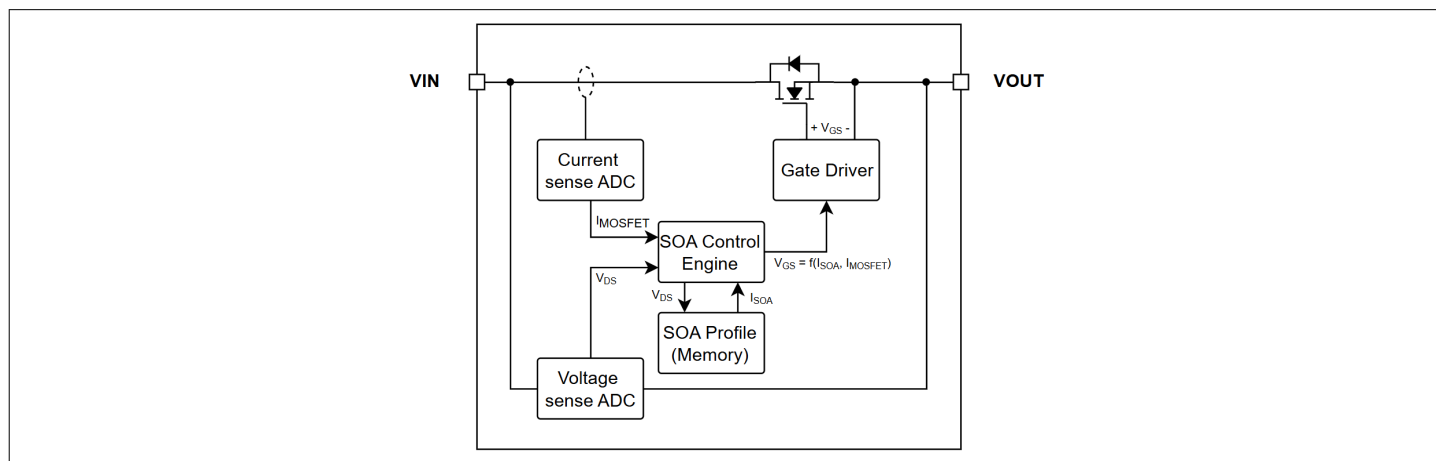 VIN
VOUT
+ VGS -
Current
sense ADC
Gate Driver
IMOSFET
SOA Control
Engine
VGS = f(ISOA, IMOSFET)
VDS
VDS
ISOA
SOA Profile
(Memory)
Voltage
sense ADC